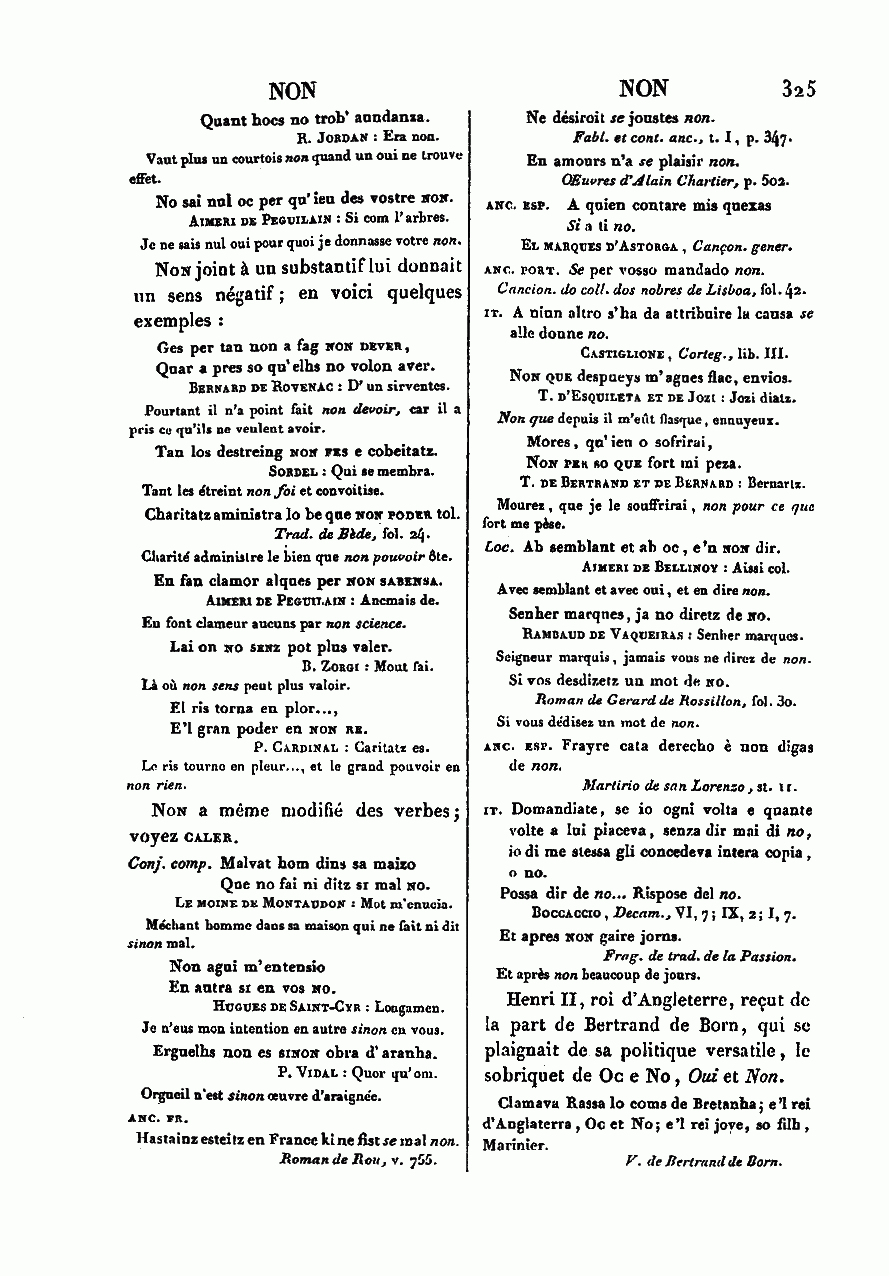 NON
NON 325
Quant hocs no trob' aundanza.
R. JORDAN : Era non.
Vaut plus un courtois non quand un oui ne trouve
effet.
No sai nul oc per qu'ieu des vostre NON.
AIMERI DE PEGUILAIN : Si com l'arbres.
Je ne sais nul oui pour quoi je donnasse votre non.
NON joint à un substantif lui donnait
un sens négatif; en voici quelques
exemples :
Ges per tan non a fag NON DEVER,
Quar a pres so qu'elhs no volon aver.
BERNARD DE ROVENAC : D'un sirventes.
Pourtant il n'a point fait non devoir, car il a
pris ce qu'ils ne veulent avoir.
Tan los destreing NON FES e cobeitatz.
SORDEL : Qui se membra.
Tant les étreint non foi et convoitise.
Charitatz aministra lo be que NON PODER tol.
Trad. de Bède, fol. 24.
Charité administre le bien que non pouvoir ôte.
En fan clamor alques per NON SABENSA.
AIMERI DE PEGUILAIN : Ancmais de.
En font clameur aucuns par non science.
Lai on NO SENZ pot plus valer.
B. ZORGI : Mout fai.
Là où non sens peut plus valoir.
El ris torna en plor...,
E'l gran poder en NON RE.
P. CARDINAL : Caritatz es.
Le ris tourne en pleur..., et le grand pouvoir en
non rien.
NON a même modifié des verbes;
voyez CALER.
Conj. comp. Malvat hom dins sa maizo
Que no fai ni ditz SI mal NO.
LE MOINE DE MONTAUDON : Mot m'enucia.
Méchant homme dans sa maison qui ne fait ni dit
sinon mal.
Non agui m'entensio
En autra SI en vos NO.
HUGUES DE SAINT-CYR : Longamen.
Je n'eus mon intention en autre sinon en vous.
Erguelhs non es SINON obra d'aranha.
P. VIDAL : Quor qu'om.
Orgueil n'est sinon œuvre d'araignée.
ANC. FR.
Hastainz esteitz en France ki ne fist se mal non.
Roman de Rou, v. 755.
Ne désiroit se joustes non.
Fabl. et cont. anc., t. I, p. 347.
En amours n'a se plaisir non.
Œuvres d'Alain Chartier, p. 502.
ANC. ESP. A quien contare mis quexas
Si a ti no.
EL MARQUES D'ASTORGA, Cançon. gener.
ANC. PORT. Se per vosso mandado non.
Cancion. do coll. dos nobres de Lisboa, fol. 42.
IT. A niun altro s'ha da attribuire la causa se
alle donne no.
CASTIGLIONE, Corteg., lib. III.
NON QUE despueys m'agues flac, envios.
T. D'ESQUILETA ET DE JOZI : Jozi diatz.
Non que depuis il m'eût flasque, ennuyeux.
Mores, qu'ieu o sofrirai,
NON PER SO QUE fort mi peza.
T. DE BERTRAND ET DE BERNARD : Bernartz.
Mourez, que je le souffrirai, non pour ce que
fort me pèse.
Loc. Ab semblant et ab oc, e'n NON dir.
AIMERI DE BELLINOY : Aissi col.
Avec semblant et avec oui, et en dire non.
Senher marques, ja no diretz de NO.
RAMBAUD DE VAQUEIRAS : Senher marques.
Seigneur marquis, jamais vous ne direz de non.
Si vos desdizetz un mot de NO.
Roman de Gerard de Rossillon, fol. 30.
Si vous dédisez un mot de non.
ANC. ESP. Frayre cata derecho è non digas
de non.
Martirio de san Lorenzo, st. 11.
IT. Domandiate, se io ogni volta e quante
volte a lui piaceva, senza dir mai di no,
io di me stessa gli concedeva intera copia,
o no.
Possa dir de no... Rispose del no.
BOCCACCIO, Decam., VI, 7; IX, 2; I, 7.
Et apres NON gaire jorns.
Frag. de trad. de la Passion.
Et après non beaucoup de jours.
Henri II, roi d'Angleterre, reçut de
la part de Bertrand de Born, qui se
plaignait de sa politique versatile, le
sobriquet de Oc e No, Oui et Non.
Clamava Rassa lo coms de Bretanha; e'l rei
d'Anglaterra, Oc et No; e'l rei jove, so filh,
Marinier.
V. de Bertrand de Born.